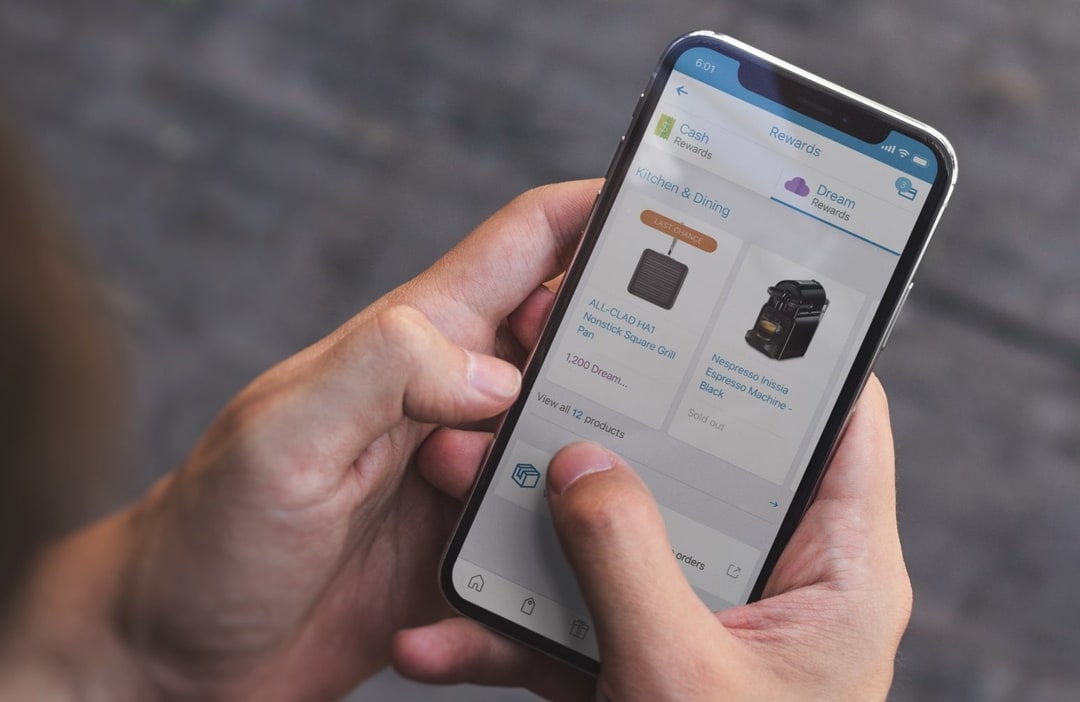 6:01
Rewards
$
Cash
Rewards
3
Dream
Rewards
Kitchen & Dining
LAST CHANCE
ALL-CLAD HA1
Nonstick Square Grill
Pan
1,200 Dream...
Nespresso Inissia
Espresso Machine -
Black
Sold out
View all 12 products
orders